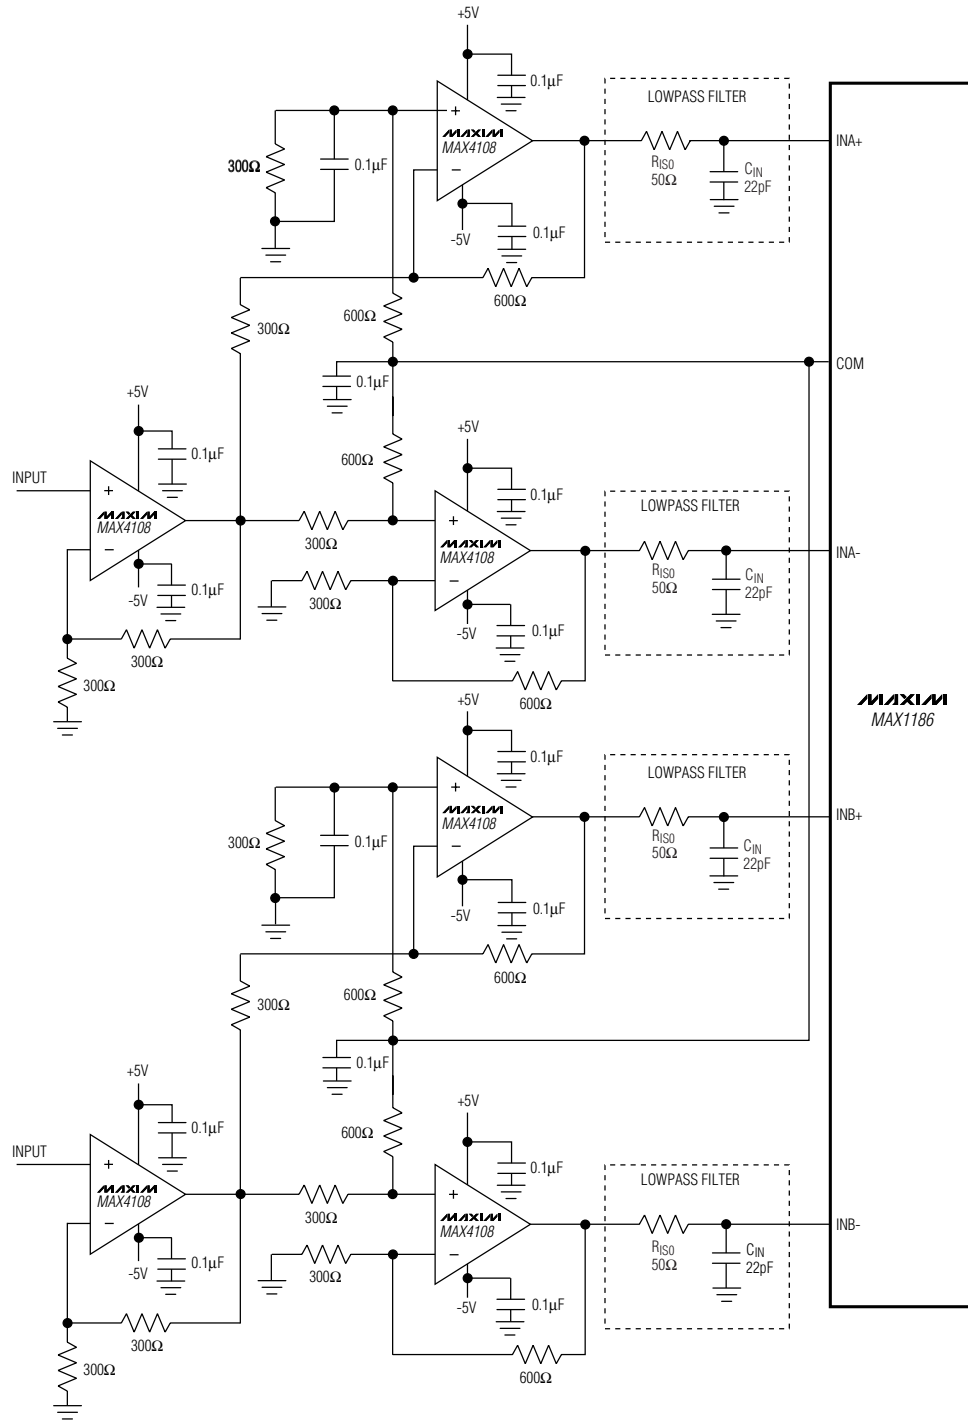 +5V
0.1µF
LOWPASS FILTER
+
MAXIM
MAX4108
INA+
300Ω
0.1µF
RISO
50Ω
CIN
22pF
−
-5V
0.1µF
600Ω
300Ω
600Ω
COM
0.1µF
+5V
+5V
0.1µF
600Ω
0.1µF
INPUT
LOWPASS FILTER
+
MAXIM
MAX4108
+
MAXIM
MAX4108
300Ω
INA-
−
−
RISO
50Ω
CIN
22pF
-5V
0.1µF
300Ω
-5V
0.1µF
300Ω
300Ω
600Ω
+5V
MAXIM
MAX1186
0.1µF
LOWPASS FILTER
+
MAXIM
MAX4108
INB+
300Ω
0.1µF
RISO
50Ω
CIN
22pF
−
-5V
0.1µF
600Ω
300Ω
600Ω
0.1µF
+5V
+5V
0.1µF
600Ω
0.1µF
INPUT
LOWPASS FILTER
+
MAXIM
MAX4108
+
MAXIM
MAX4108
300Ω
INB-
−
−
RISO
50Ω
CIN
22pF
-5V
0.1µF
300Ω
-5V
0.1µF
300Ω
300Ω
600Ω